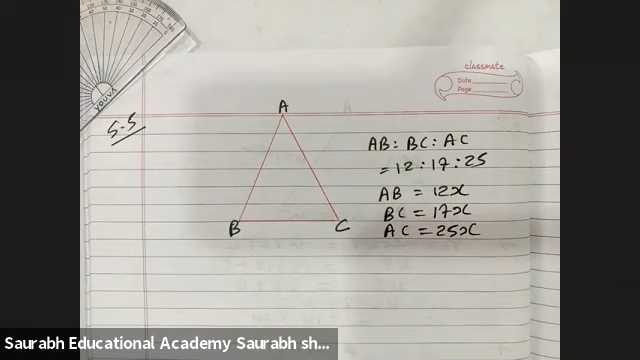 YOUVA
classmate
Date
Page
5.5
A
B
C
AB : BC : AC
= 12 : 17 : 25
AB = 12x
BC = 17x
AC = 25x
Saurabh Educational Academy Saurabh sh...